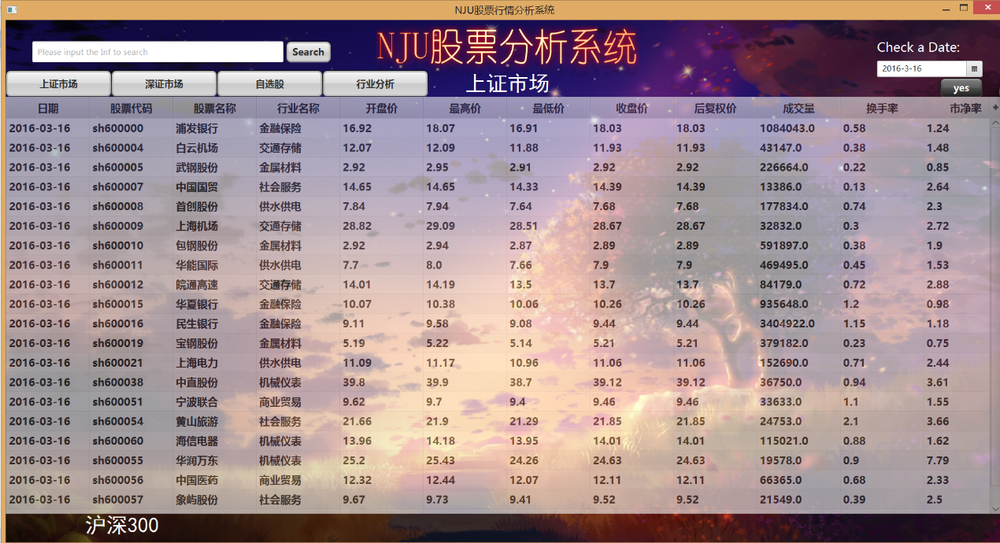 NJU股票行情分析系统
NJU股票分析系统
Check a Date:
Please input the Inf to search Search
2016-3-16
上证市场 深证市场 自选股 行业分析 上证市场 yes
日期 股票代码 股票名称 行业名称 开盘价 最高价 最低价 收盘价 后复权价 成交量 换手率 市净率 +
2016-03-16 sh600000 浦发银行 金融保险 16.92 18.07 16.91 18.03 18.03 1084043.0 0.58 1.24
2016-03-16 sh600004 白云机场 交通存储 12.07 12.09 11.88 11.93 11.93 43147.0 0.38 1.48
2016-03-16 sh600005 武钢股份 金属材料 2.92 2.95 2.91 2.92 2.92 226664.0 0.22 0.85
2016-03-16 sh600007 中国国贸 社会服务 14.65 14.65 14.33 14.39 14.39 13386.0 0.13 2.64
2016-03-16 sh600008 首创股份 供水供电 7.84 7.94 7.64 7.68 7.68 177834.0 0.74 2.3
2016-03-16 sh600009 上海机场 交通存储 28.82 29.09 28.51 28.67 28.67 32832.0 0.3 2.72
2016-03-16 sh600010 包钢股份 金属材料 2.92 2.94 2.87 2.89 2.89 591897.0 0.38 1.9
2016-03-16 sh600011 华能国际 供水供电 7.7 8.0 7.66 7.9 7.9 469495.0 0.45 1.53
2016-03-16 sh600012 皖通高速 交通存储 14.01 14.19 13.5 13.7 13.7 84179.0 0.72 2.88
2016-03-16 sh600015 华夏银行 金融保险 10.07 10.38 10.06 10.26 10.26 935648.0 1.2 0.98
2016-03-16 sh600016 民生银行 金融保险 9.11 9.58 9.08 9.44 9.44 3404922.0 1.15 1.18
2016-03-16 sh600019 宝钢股份 金属材料 5.19 5.22 5.14 5.21 5.21 379182.0 0.23 0.75
2016-03-16 sh600021 上海电力 供水供电 11.09 11.17 10.96 11.06 11.06 152690.0 0.71 2.44
2016-03-16 sh600038 中直股份 机械仪表 39.8 39.9 38.7 39.12 39.12 36750.0 0.94 3.61
2016-03-16 sh600051 宁波联合 商业贸易 9.62 9.7 9.4 9.46 9.46 33633.0 1.1 1.55
2016-03-16 sh600054 黄山旅游 社会服务 21.66 21.9 21.29 21.85 21.85 24753.0 2.1 3.66
2016-03-16 sh600060 海信电器 机械仪表 13.96 14.18 13.95 14.01 14.01 115021.0 0.88 1.62
2016-03-16 sh600055 华润万东 机械仪表 25.2 25.43 24.26 24.63 24.63 19578.0 0.9 7.79
2016-03-16 sh600056 中国医药 商业贸易 12.32 12.44 12.07 12.11 12.11 66365.0 0.68 2.33
2016-03-16 sh600057 象屿股份 社会服务 9.67 9.73 9.41 9.52 9.52 21549.0 0.39 2.5
沪深300